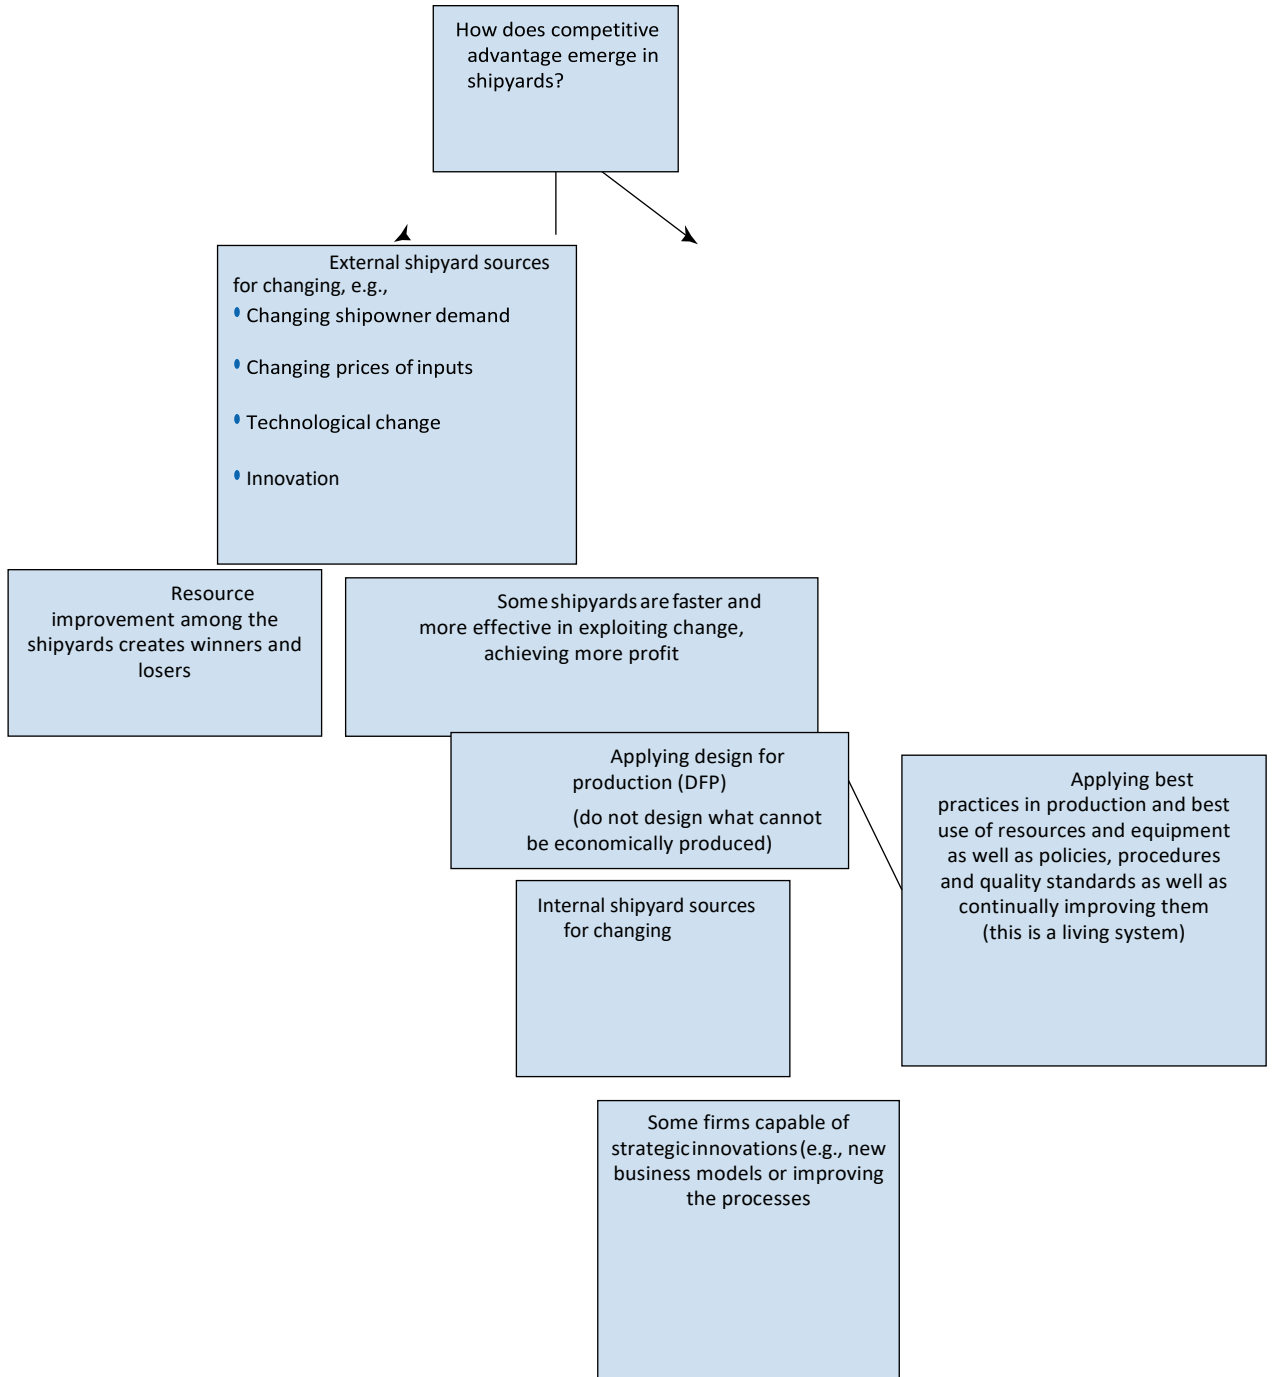 How does competitive
advantage emerge in
shipyards?
External shipyard sources
for changing, e.g.,
• Changing shipowner demand
• Changing prices of inputs
• Technological change
• Innovation
Resource
improvement among the
shipyards creates winners and
losers
Some shipyards are faster and
more effective in exploiting change,
achieving more profit
Applying design for
production (DFP)
(do not design what cannot
be economically produced)
Applying best
practices in production and best
use of resources and equipment
as well as policies, procedures
and quality standards as well as
continually improving them
(this is a living system)
Internal shipyard sources
for changing
Some firms capable of
strategic innovations (e.g., new
business models or improving
the processes